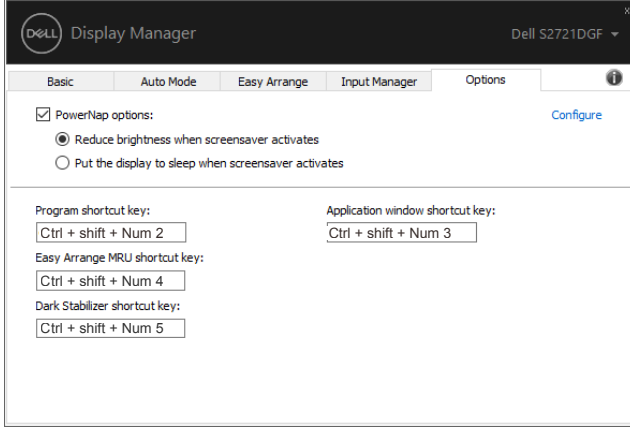 x
DELL Display Manager
Dell S2721DGF
Basic Auto Mode Easy Arrange Input Manager Options
PowerNap options: Configure
Reduce brightness when screensaver activates
Put the display to sleep when screensaver activates
Program shortcut key: Application window shortcut key:
Ctrl + shift + Num 2 Ctrl + shift + Num 3
Easy Arrange MRU shortcut key:
Ctrl + shift + Num 4
Dark Stabilizer shortcut key:
Ctrl + shift + Num 5